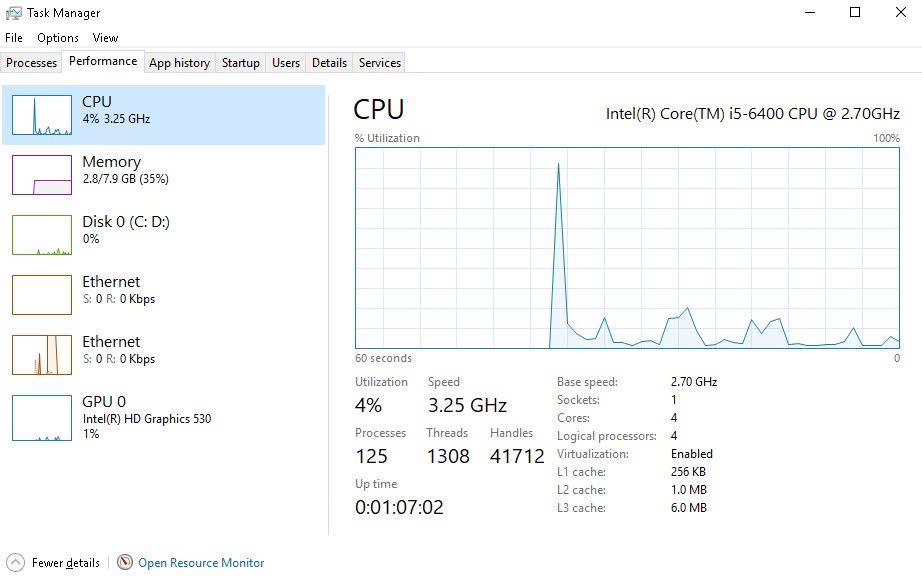 Task Manager
File Options View
Processes Performance App history Startup Users Details Services
CPU
4% 3.25 GHz
Memory
2.8/7.9 GB (35%)
Disk 0 (C: D:)
0%
Ethernet
S: 0 R: 0 Kbps
Ethernet
S: 0 R: 0 Kbps
GPU 0
Intel(R) HD Graphics 530
1%
CPU Intel(R) Core(TM) i5-6400 CPU @ 2.70GHz
% Utilization 100%
60 seconds 0
Utilization Speed
4% 3.25 GHz
Processes Threads Handles
125 1308 41712
Up time
0:01:07:02
Base speed: 2.70 GHz
Sockets: 1
Cores: 4
Logical processors: 4
Virtualization: Enabled
L1 cache: 256 KB
L2 cache: 1.0 MB
L3 cache: 6.0 MB
Fewer details Open Resource Monitor